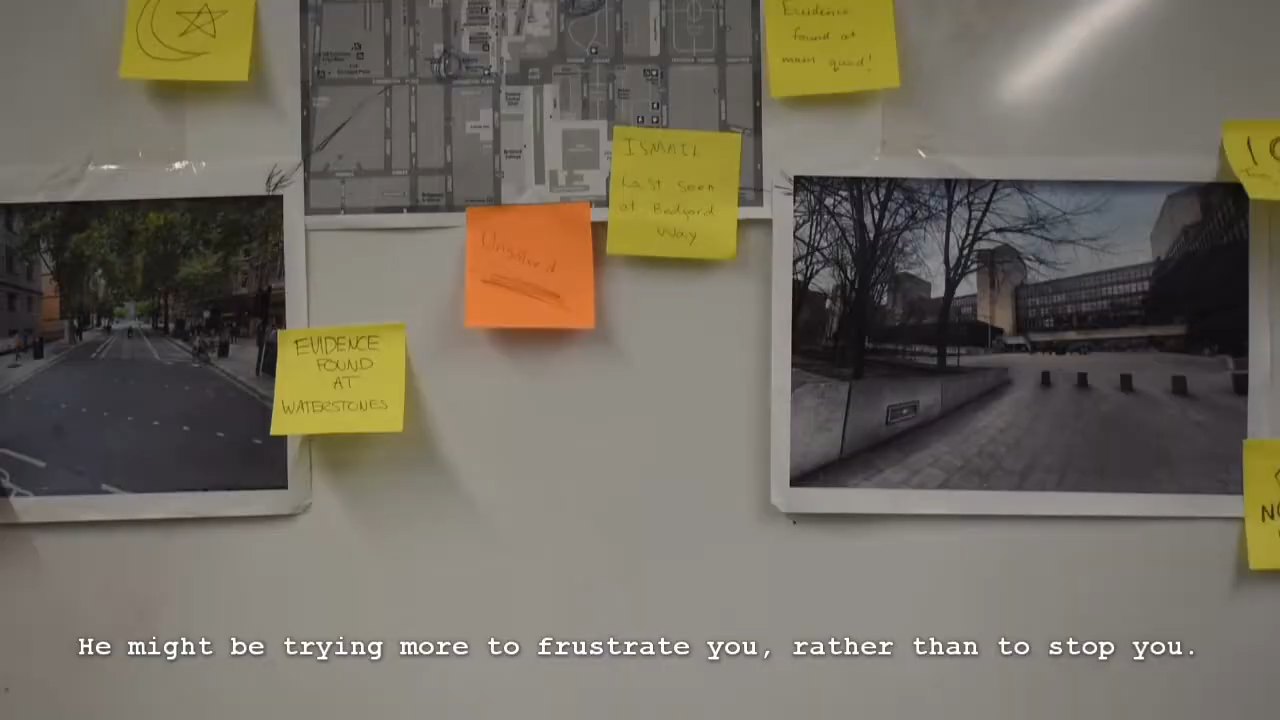 Evidence
found at
main quad!
ISMAIL
Last seen
at Bedford
Way
Unsolved
EVIDENCE
FOUND
AT
WATERSTONES
He might be trying more to frustrate you, rather than to stop you.